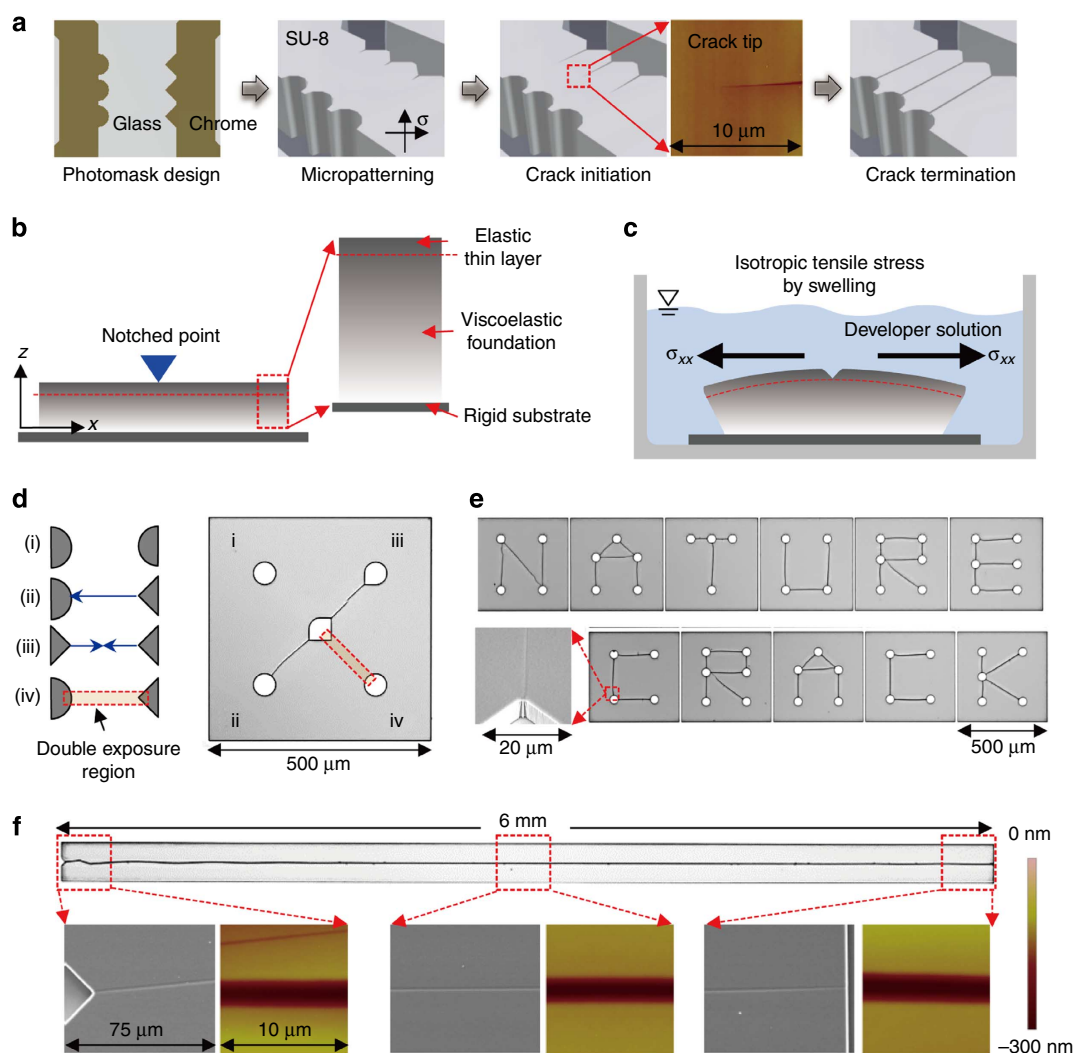 a
SU-8
σ
Glass
Chrome
Crack tip
10 μm
Photomask design
Micropatterning
Crack initiation
Crack termination
b
Notched point
z
x
Elastic
thin layer
Viscoelastic
foundation
Rigid substrate
c
Isotropic tensile stress
by swelling
Developer solution
σxx
σxx
d
(i)
(ii)
(iii)
(iv)
Double exposure
region
i
iii
ii
iv
500 μm
e
N A T U R E
C R A C K
20 μm
500 μm
f
6 mm
0 nm
75 μm
10 μm
–300 nm